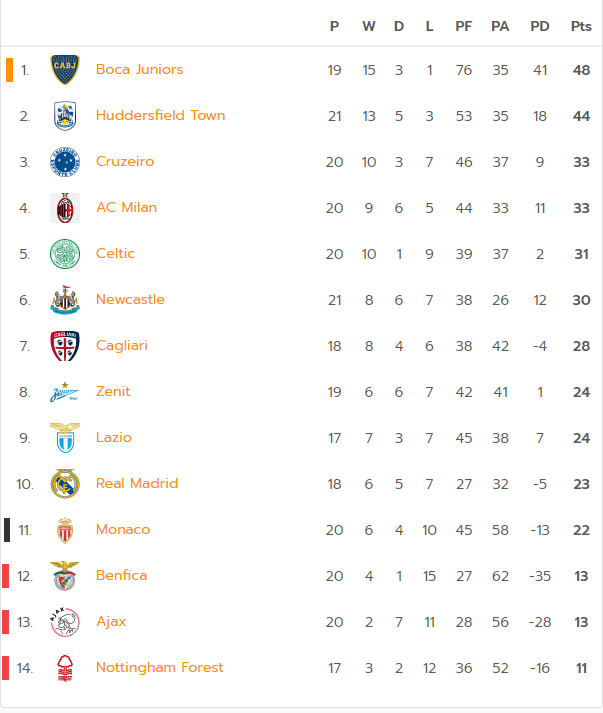 P W D L PF PA PD Pts
1. Boca Juniors 19 15 3 1 76 35 41 48
2. Huddersfield Town 21 13 5 3 53 35 18 44
3. Cruzeiro 20 10 3 7 46 37 9 33
4. AC Milan 20 9 6 5 44 33 11 33
5. Celtic 20 10 1 9 39 37 2 31
6. Newcastle 21 8 6 7 38 26 12 30
7. Cagliari 18 8 4 6 38 42 -4 28
8. Zenit 19 6 6 7 42 41 1 24
9. Lazio 17 7 3 7 45 38 7 24
10. Real Madrid 18 6 5 7 27 32 -5 23
11. Monaco 20 6 4 10 45 58 -13 22
12. Benfica 20 4 1 15 27 62 -35 13
13. Ajax 20 2 7 11 28 56 -28 13
14. Nottingham Forest 17 3 2 12 36 52 -16 11